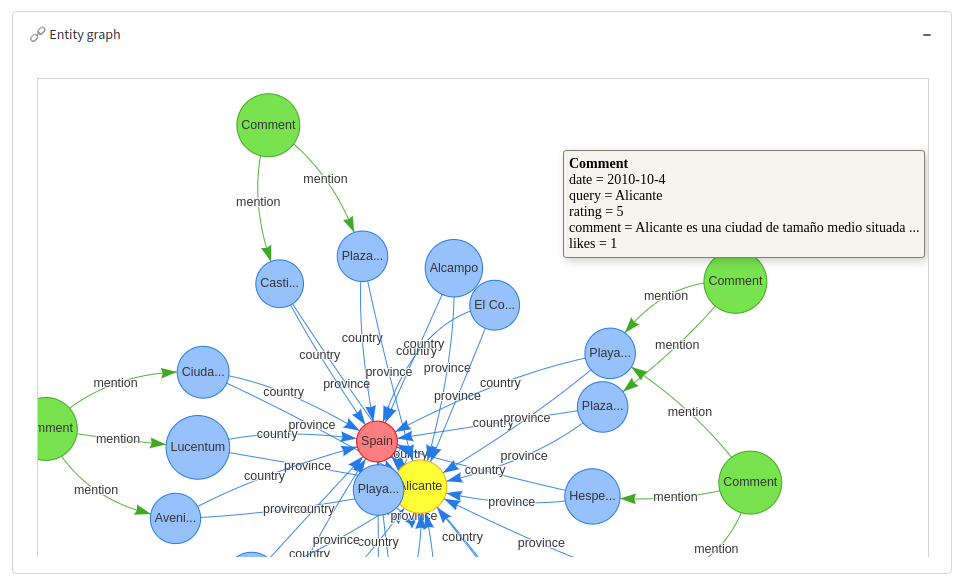 Entity graph
Comment
mention
mention
Comment
date = 2010-10-4
query = Alicante
rating = 5
comment = Alicante es una ciudad de tamaño medio situada ...
likes = 1
Plaza...
Alcampo
Casti...
El Co...
Comment
mention
country
country
country
mention
Playa...
country
province
province
province
country
Ciuda...
mention
country
province
Plaza...
mention
country
province
mment
mention
Lucentum
country
province
Spain
country
province
country
Comment
mention
country
Playa...
Alicante
Hespe...
mention
province
mention
Aveni...
province
country
province
country
province
country
country
province
mention